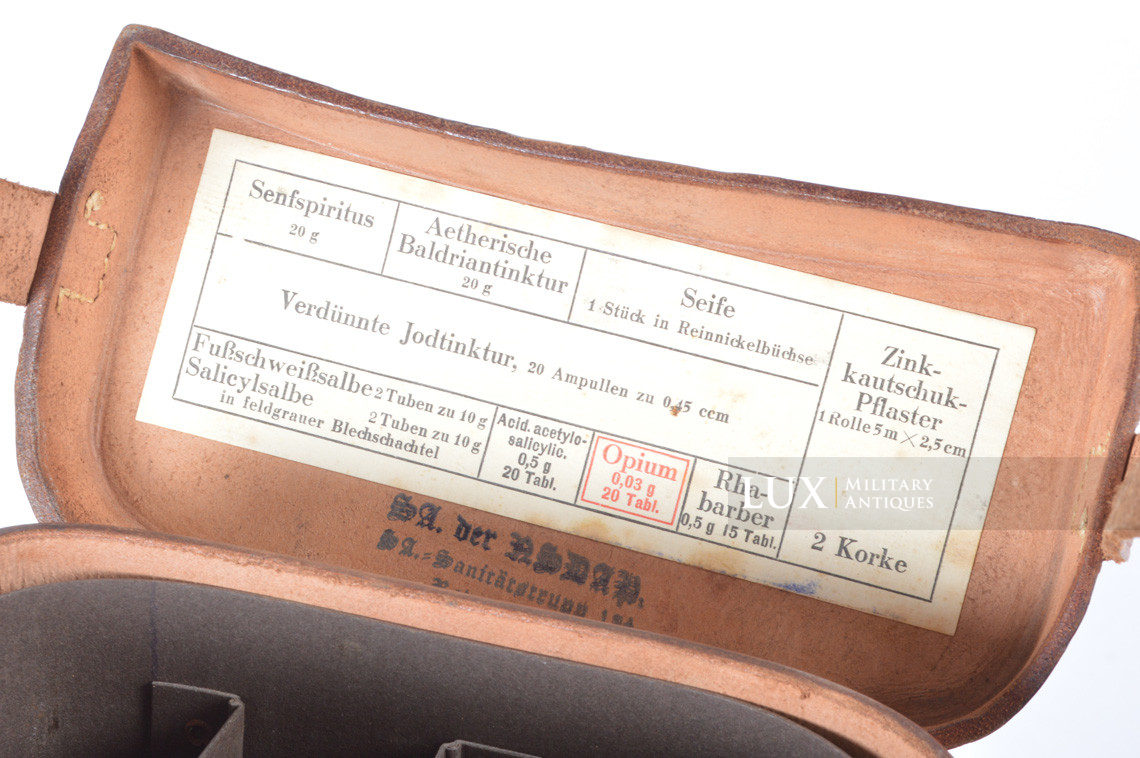 Senfspiritus
20 g
Aetherische
Baldriantinktur
20 g
Seife
1 Stück in Reinnickelbüchse
Zink-
kautschuk-
Pflaster
1 Rolle 5 m × 2,5 cm
Verdünnte Jodtinktur, 20 Ampullen zu 0,45 ccm
Fußschweißsalbe 2 Tuben zu 10 g
Salicylsalbe 2 Tuben zu 10 g
in feldgrauer Blechschachtel
Acid. acetylo-
salicylic.
0,5 g
20 Tabl.
Opium
0,03 g
20 Tabl.
Rha-
barber
0,5 g 15 Tabl.
2 Korke
SA. der NSDAP.
SA.-Sanitätstrupp
LUX MILITARY
ANTIQUES